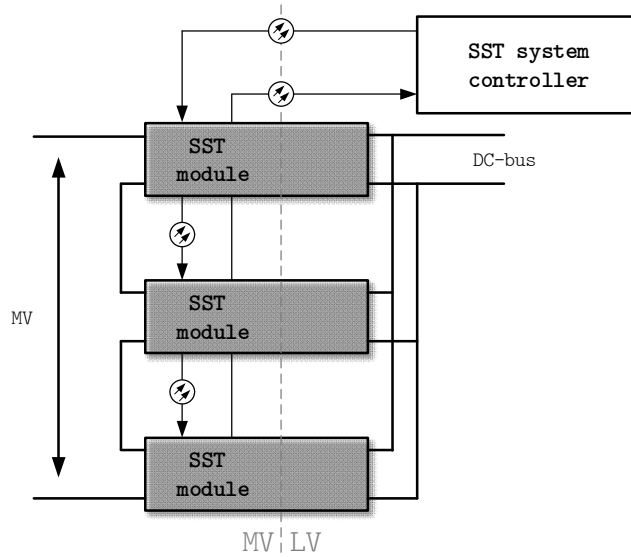 SST system
controller
SST
module
DC-bus
SST
module
MV
SST
module
MV LV